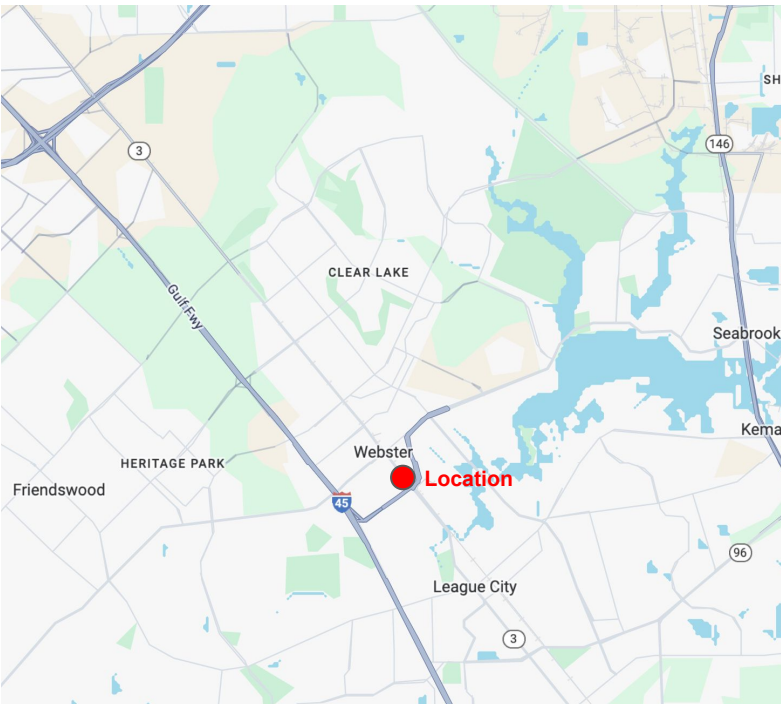 SH
146
3
CLEAR LAKE
Gulf Fwy
Seabrook
Kema
Webster
HERITAGE PARK
Location
Friendswood
45
96
League City
3